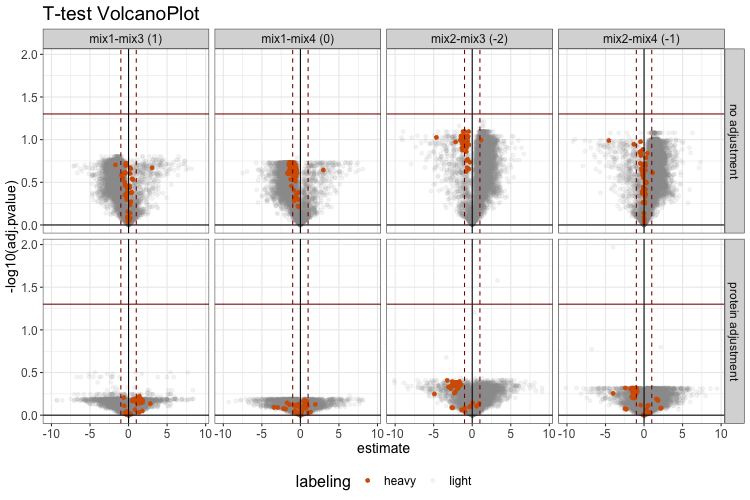 T-test VolcanoPlot
mix1-mix3 (1) mix1-mix4 (0) mix2-mix3 (-2) mix2-mix4 (-1)
2.0
1.5
1.0
0.5
0.0
no adjustment
-log10(adj.pvalue)
2.0
1.5
1.0
0.5
0.0
protein adjustment
-10 -5 0 5 10 -10 -5 0 5 10 -10 -5 0 5 10 -10 -5 0 5 10
estimate
labeling heavy light